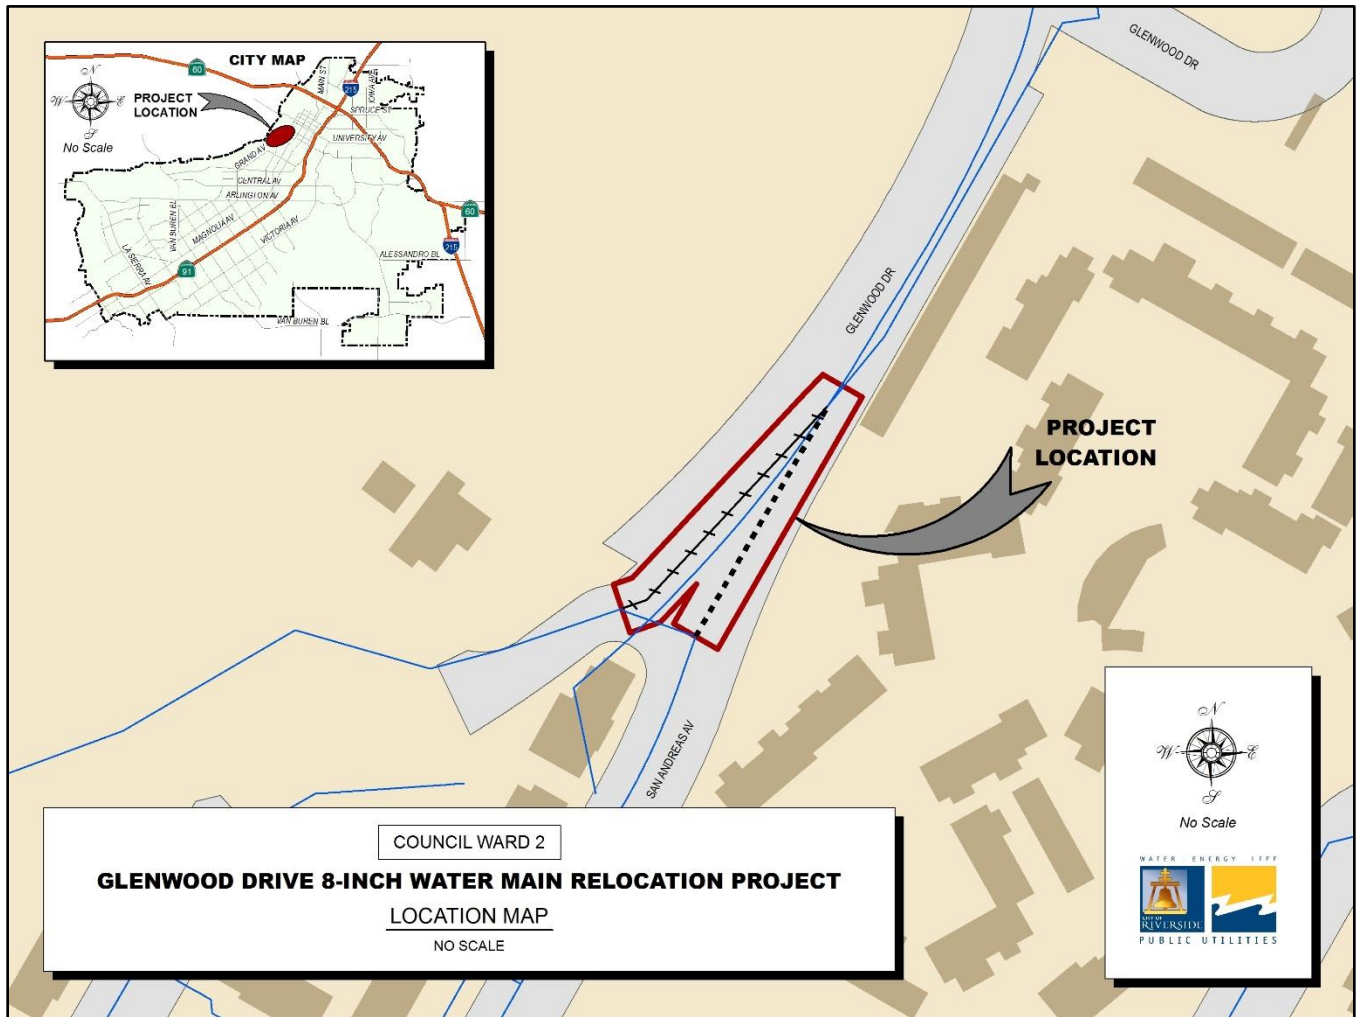 CITY MAP
N
W E
S
No Scale
PROJECT
LOCATION
60
MAIN ST
215
IOWA AVE
SPRUCE ST
UNIVERSITY AV
GRAND AV
CENTRAL AV
ARLINGTON AV
60
215
VAN BUREN BL
MAGNOLIA AV
VICTORIA AV
LA SIERRA AV
91
ALESSANDRO BL
VAN BUREN BL
GLENWOOD DR
GLENWOOD DR
PROJECT
LOCATION
SAN ANDREAS AV
COUNCIL WARD 2
GLENWOOD DRIVE 8-INCH WATER MAIN RELOCATION PROJECT
LOCATION MAP
NO SCALE
N
W E
S
No Scale
WATER ENERGY LIFE
CITY OF
RIVERSIDE
PUBLIC UTILITIES